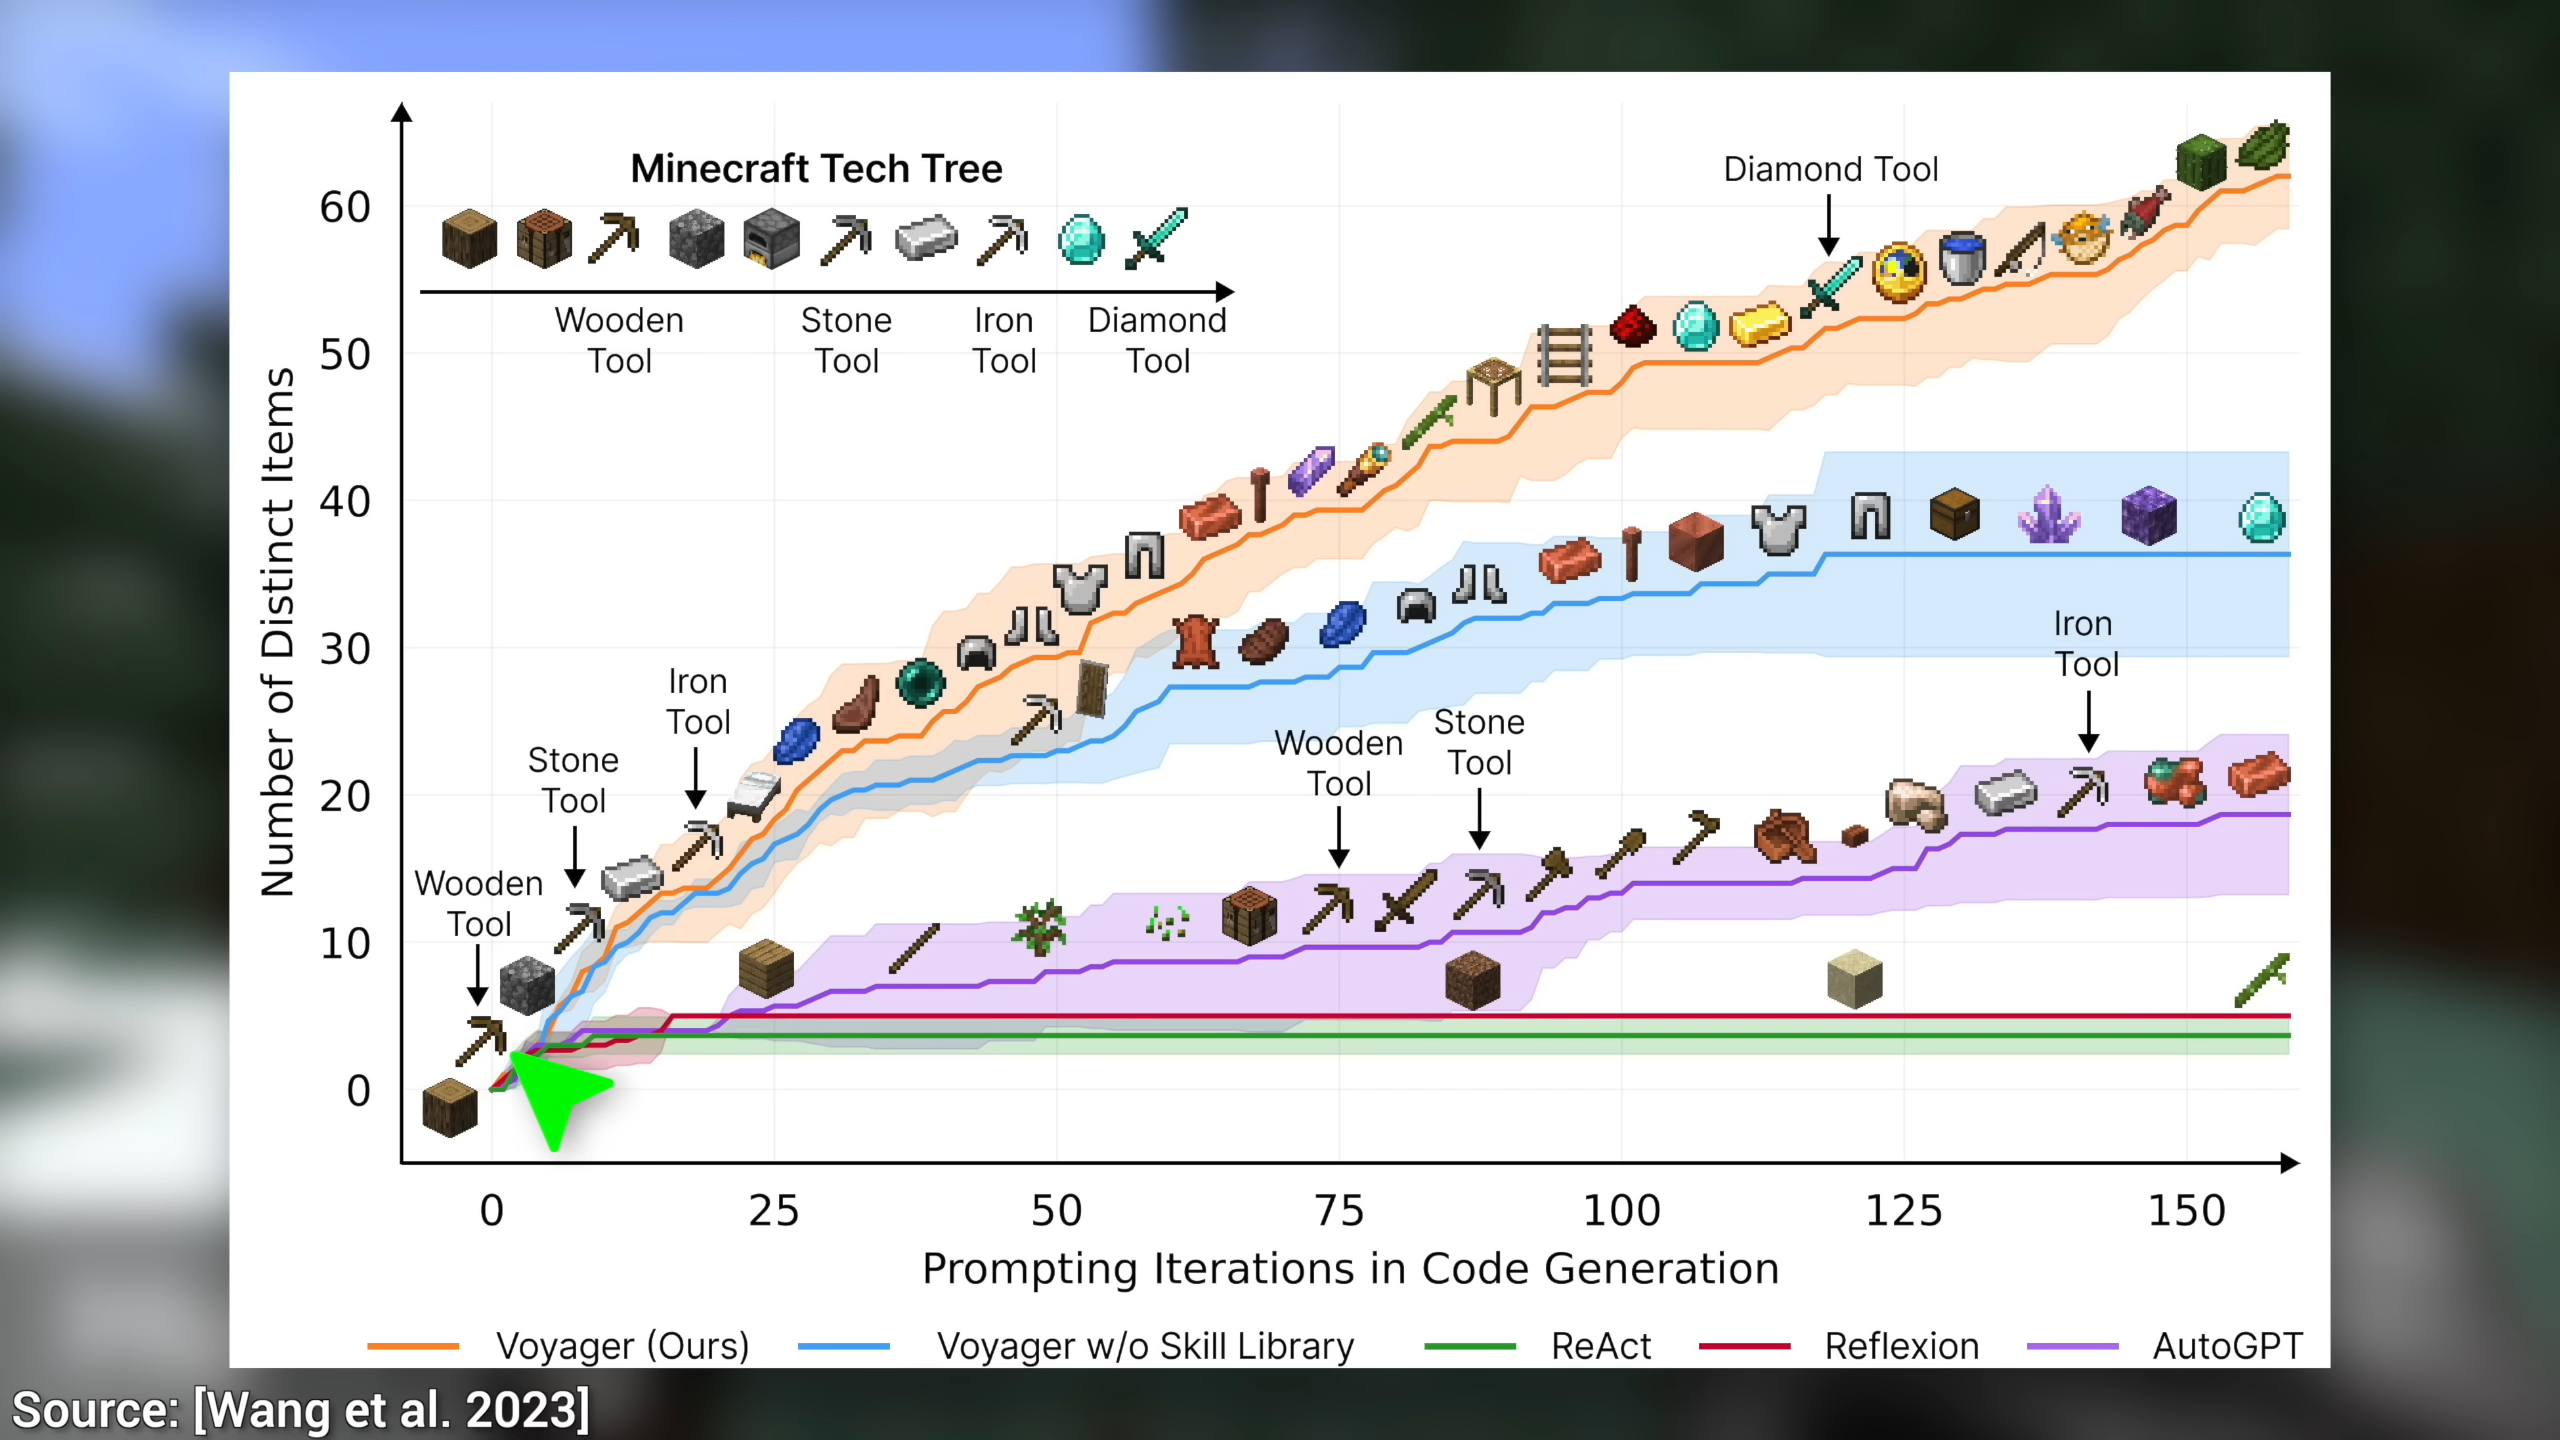 Minecraft Tech Tree
Wooden
Tool
Stone
Tool
Iron
Tool
Diamond
Tool
Diamond Tool
Number of Distinct Items
60
50
40
30
20
10
0
Wooden
Tool
Stone
Tool
Iron
Tool
Wooden
Tool
Stone
Tool
Iron
Tool
0 25 50 75 100 125 150
Prompting Iterations in Code Generation
Voyager (Ours) Voyager w/o Skill Library ReAct Reflexion AutoGPT
Source: [Wang et al. 2023]